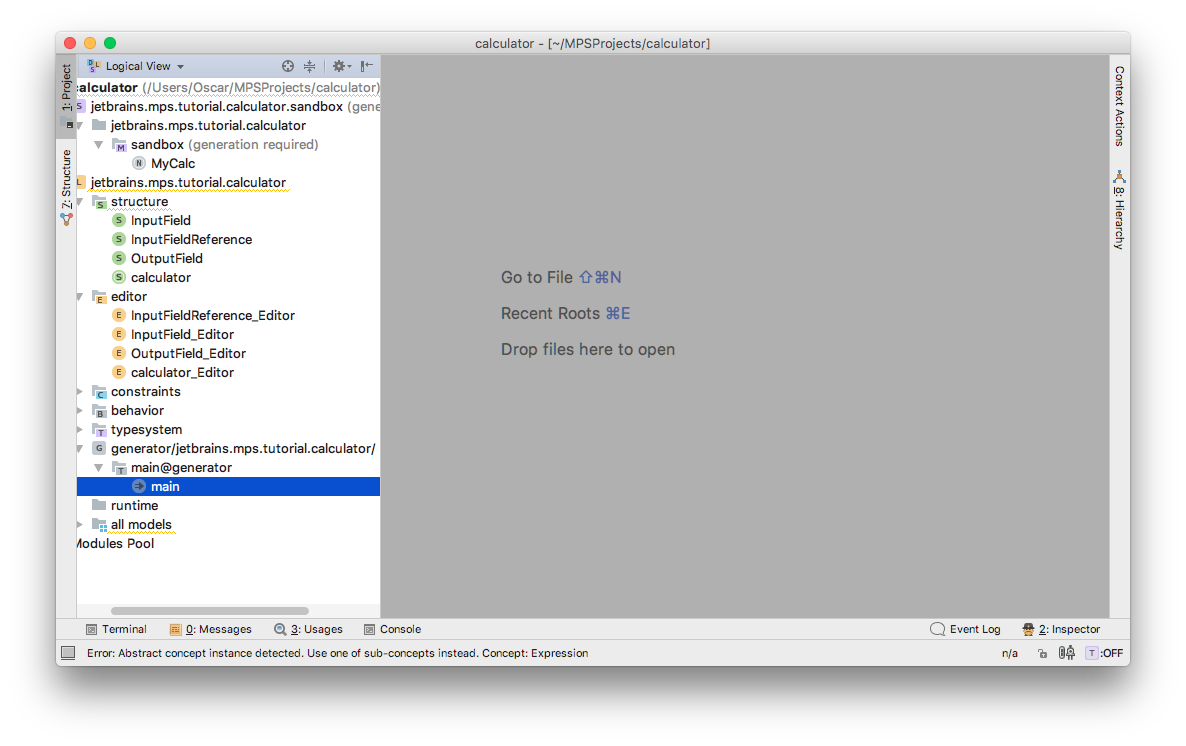 calculator - [~/MPSProjects/calculator]
1: Project
Z: Structure
Logical View
calculator (/Users/Oscar/MPSProjects/calculator)
S jetbrains.mps.tutorial.calculator.sandbox (gene
jetbrains.mps.tutorial.calculator
M sandbox (generation required)
N MyCalc
L jetbrains.mps.tutorial.calculator
S structure
S InputField
S InputFieldReference
S OutputField
S calculator
E editor
E InputFieldReference_Editor
E InputField_Editor
E OutputField_Editor
E calculator_Editor
C constraints
B behavior
T typesystem
G generator/jetbrains.mps.tutorial.calculator/
T main@generator
main
runtime
all models
Modules Pool
Go to File ⇧⌘N
Recent Roots ⌘E
Drop files here to open
Context Actions
8: Hierarchy
Terminal 0: Messages 3: Usages Console Event Log 2: Inspector
Error: Abstract concept instance detected. Use one of sub-concepts instead. Concept: Expression n/a T :OFF